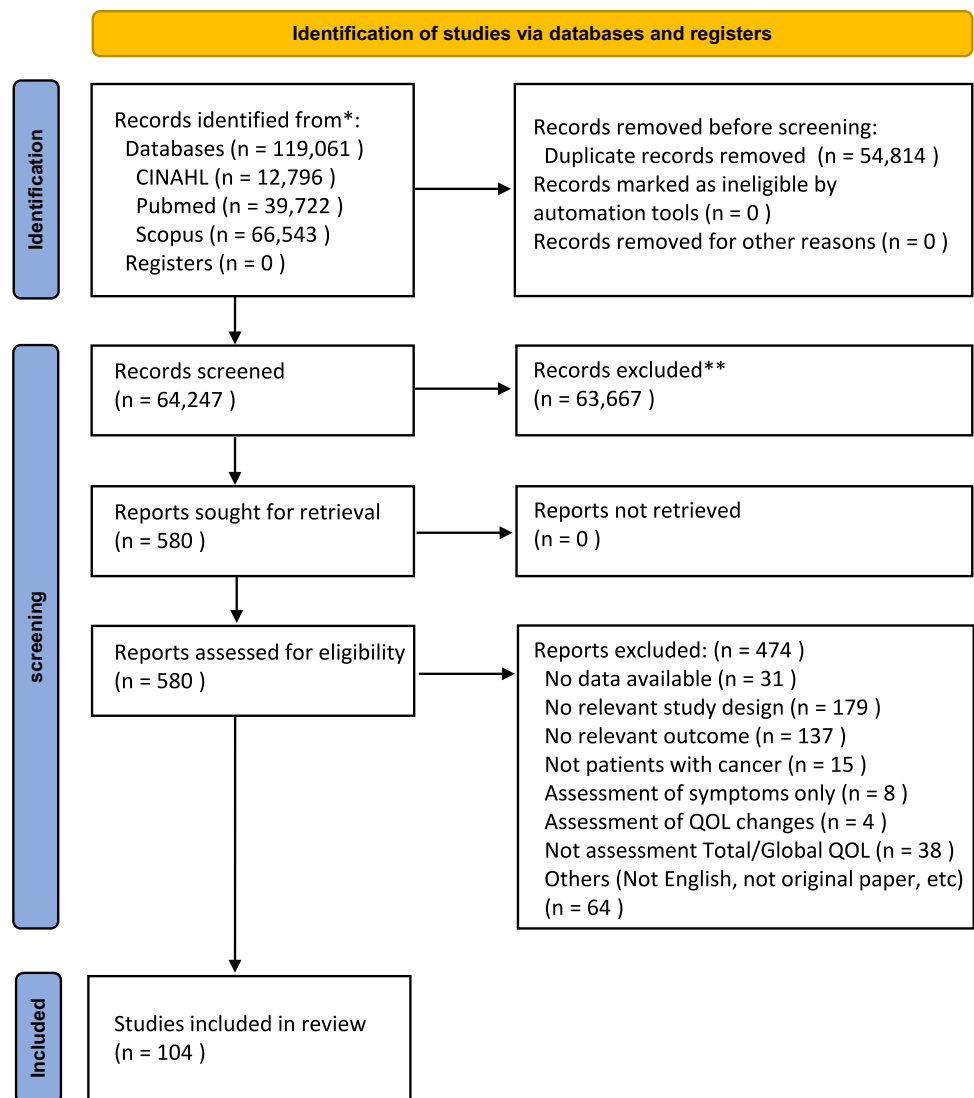 Identification of studies via databases and registers
Identification
Records identified from*:
Databases (n = 119,061 )
CINAHL (n = 12,796 )
Pubmed (n = 39,722 )
Scopus (n = 66,543 )
Registers (n = 0 )
Records removed before screening:
Duplicate records removed  (n = 54,814 )
Records marked as ineligible by
automation tools (n = 0 )
Records removed for other reasons (n = 0 )
screening
Records screened
(n = 64,247 )
Records excluded**
(n = 63,667 )
Reports sought for retrieval
(n = 580 )
Reports not retrieved
(n = 0 )
Reports assessed for eligibility
(n = 580 )
Reports excluded: (n = 474 )
No data available (n = 31 )
No relevant study design (n = 179 )
No relevant outcome (n = 137 )
Not patients with cancer (n = 15 )
Assessment of symptoms only (n = 8 )
Assessment of QOL changes (n = 4 )
Not assessment Total/Global QOL (n = 38 )
Others (Not English, not original paper, etc)
(n = 64 )
Included
Studies included in review
(n = 104 )